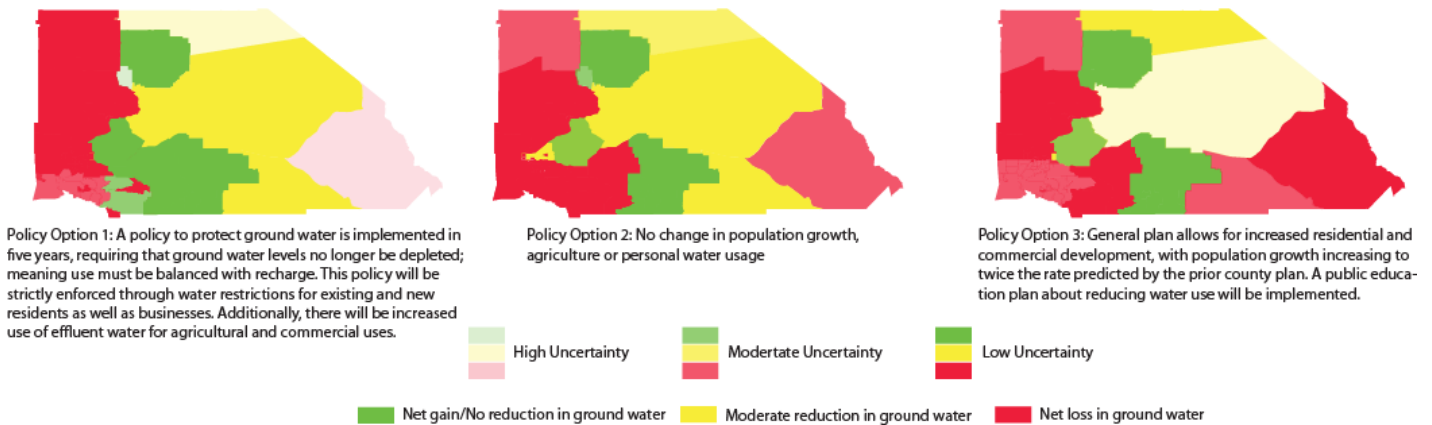 Policy Option 1: A policy to protect ground water is implemented in
five years, requiring that ground water levels no longer be depleted;
meaning use must be balanced with recharge. This policy will be
strictly enforced through water restrictions for existing and new
residents as well as businesses. Additionally, there will be increased
use of effluent water for agricultural and commercial uses.
Policy Option 2: No change in population growth,
agriculture or personal water usage
Policy Option 3: General plan allows for increased residential and
commercial development, with population growth increasing to
twice the rate predicted by the prior county plan. A public educa-
tion plan about reducing water use will be implemented.
High Uncertainty
Modertate Uncertainty
Low Uncertainty
Net gain/No reduction in ground water
Moderate reduction in ground water
Net loss in ground water